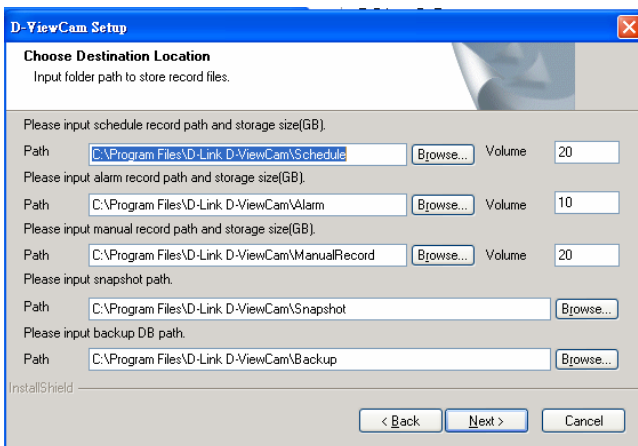 D-ViewCam Setup
Choose Destination Location
Input folder path to store record files.
Please input schedule record path and storage size(GB).
Path C:\Program Files\D-Link D-ViewCam\Schedule Browse... Volume 20
Please input alarm record path and storage size(GB).
Path C:\Program Files\D-Link D-ViewCam\Alarm Browse... Volume 10
Please input manual record path and storage size(GB).
Path C:\Program Files\D-Link D-ViewCam\ManualRecord Browse... Volume 20
Please input snapshot path.
Path C:\Program Files\D-Link D-ViewCam\Snapshot Browse...
Please input backup DB path.
Path C:\Program Files\D-Link D-ViewCam\Backup Browse...
InstallShield
< Back Next > Cancel